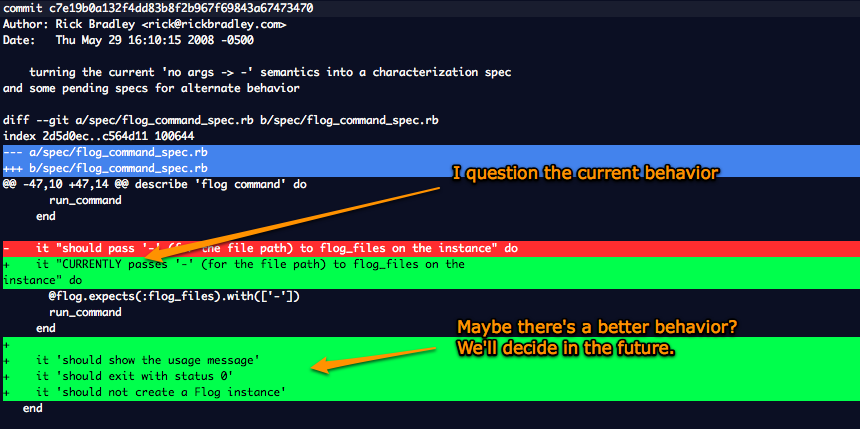 commit c7e19b0a132f4dd83b8f2b967f69843a67473470
Author: Rick Bradley <rick@rickbradley.com>
Date:   Thu May 29 16:10:15 2008 -0500
    turning the current 'no args -> -' semantics into a characterization spec
and some pending specs for alternate behavior
diff --git a/spec/flog_command_spec.rb b/spec/flog_command_spec.rb
index 2d5d0ec..c564d11 100644
--- a/spec/flog_command_spec.rb
+++ b/spec/flog_command_spec.rb
I question the current behavior
@@ -47,10 +47,14 @@ describe 'flog command' do
       run_command
     end
-    it "should pass '-' (for the file path) to flog_files on the instance" do
+    it "CURRENTLY passes '-' (for the file path) to flog_files on the
instance" do
       @flog.expects(:flog_files).with(['-'])
       run_command
     end
Maybe there's a better behavior?
We'll decide in the future.
+
+    it 'should show the usage message'
+    it 'should exit with status 0'
+    it 'should not create a Flog instance'
   end